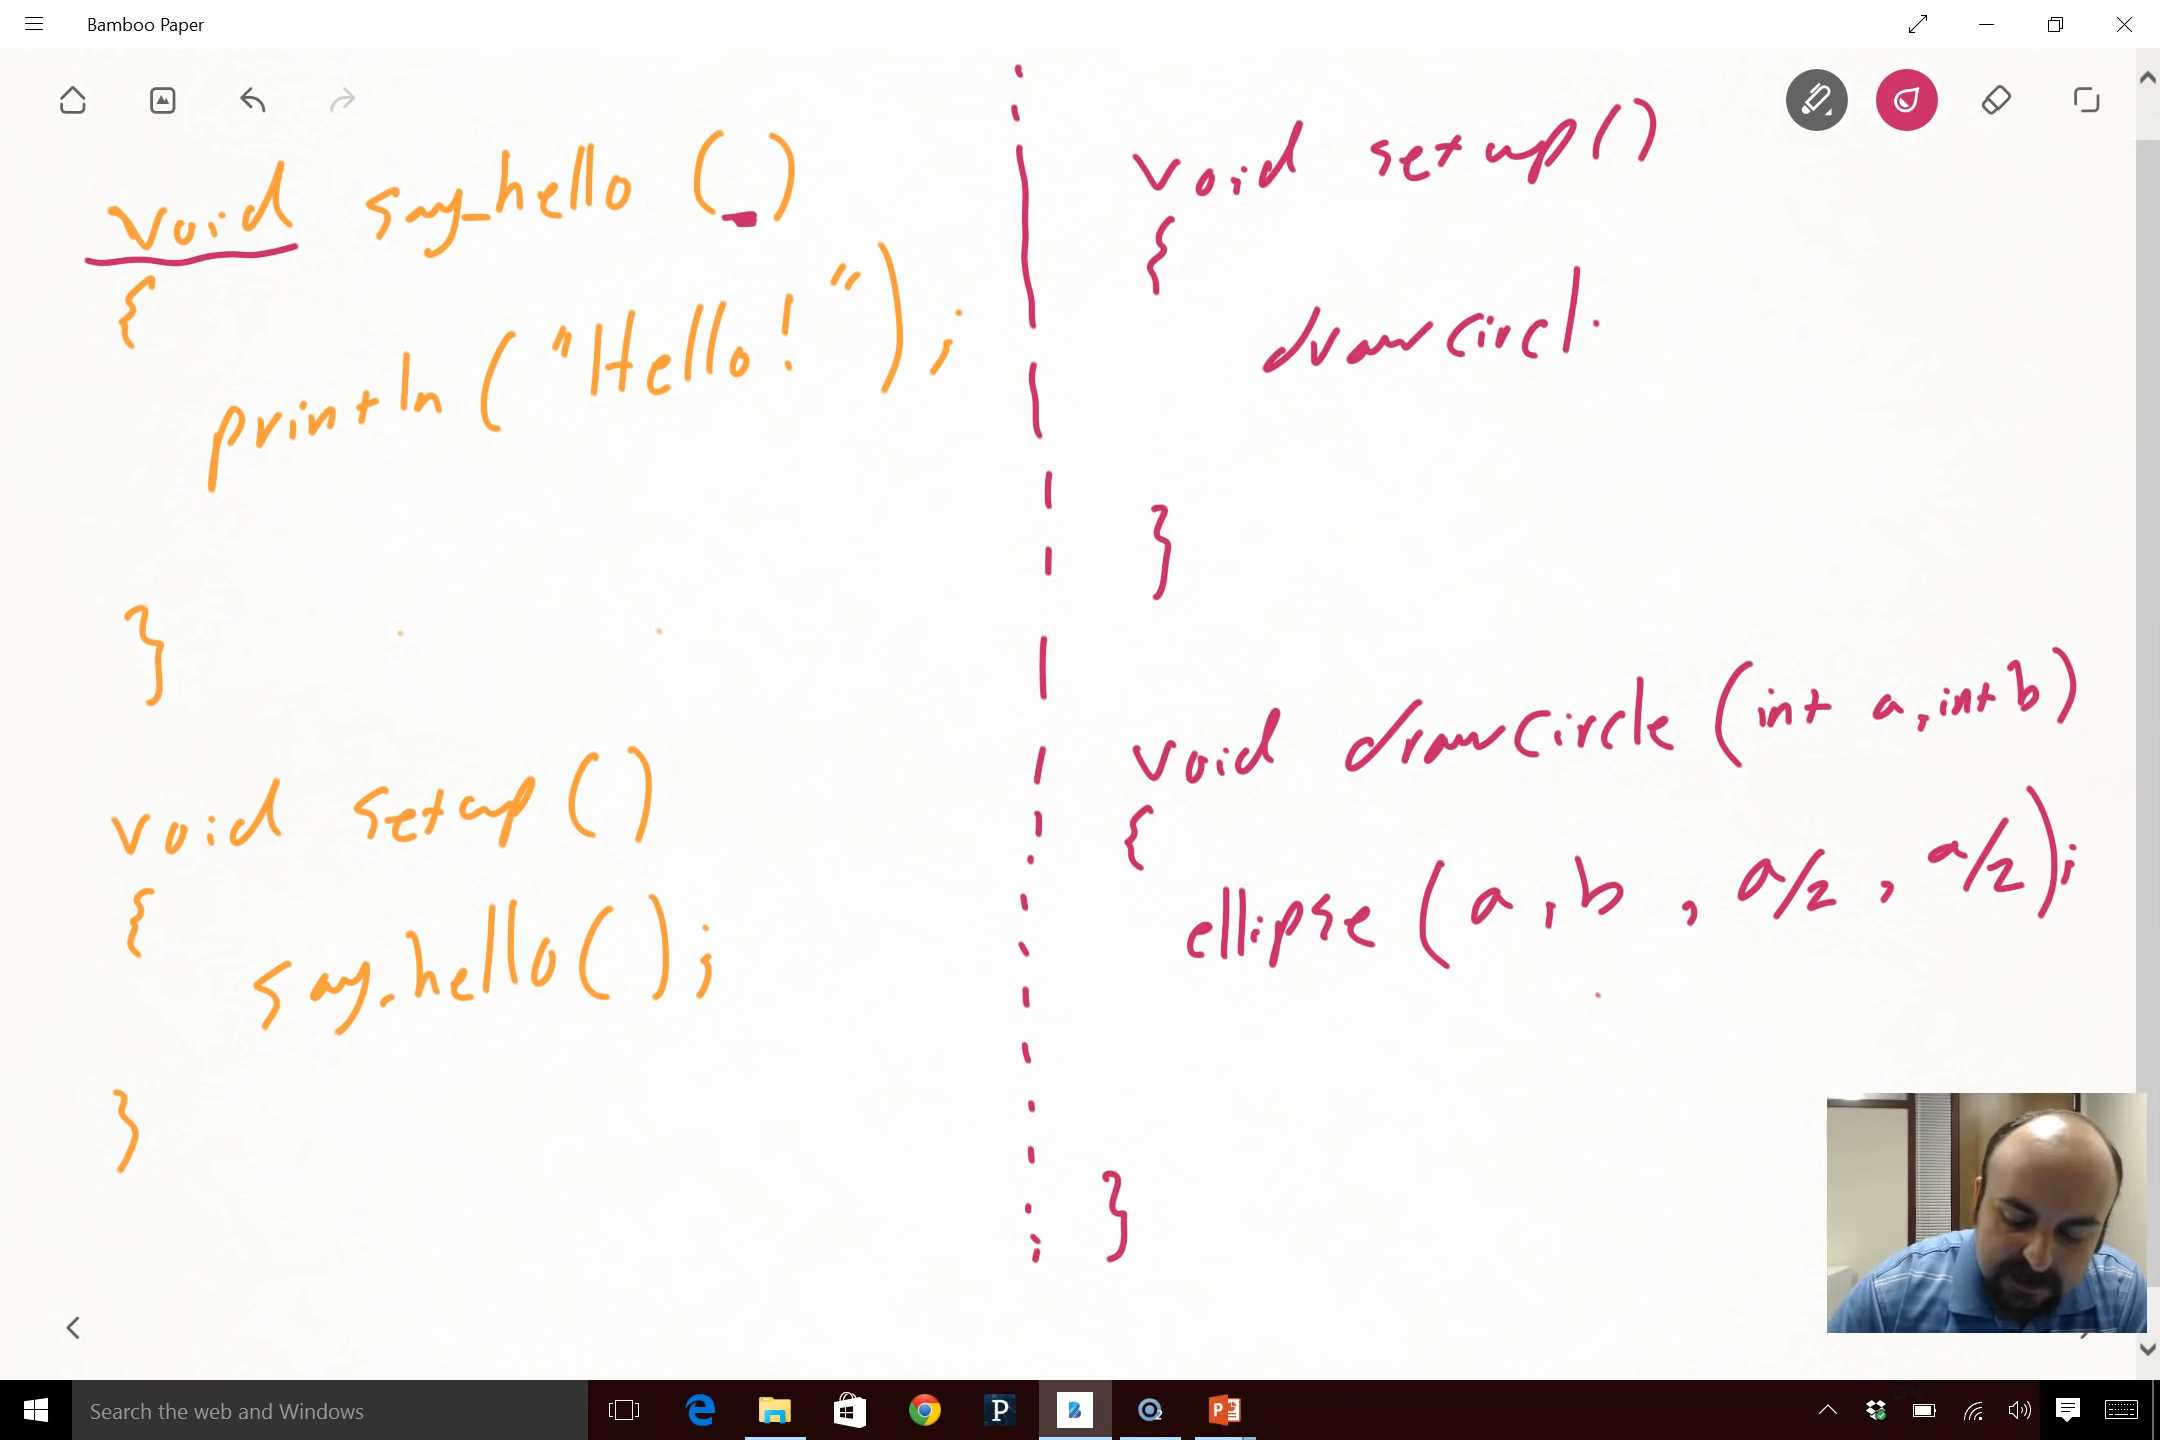 Bamboo Paper
void say_hello (_)
{
println ("Hello!");
}
void setup ()
{
say_hello();
}
void setup()
{
drawcircl
}
void drawcircle (int a, int b)
{
ellipse (a, b, a/2, a/2);
}
Search the web and Windows